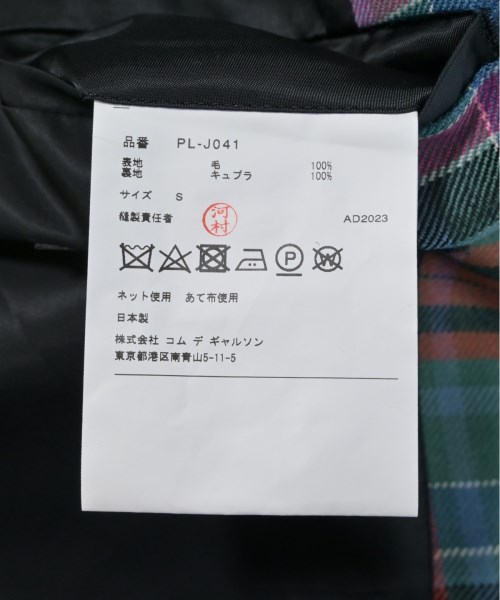 品番 PL-J041
表地 毛 100%
裏地 キュプラ 100%
サイズ S
縫製責任者 河村 AD2023
P W
ネット使用 あて布使用
日本製
株式会社 コム デ ギャルソン
東京都港区南青山5-11-5